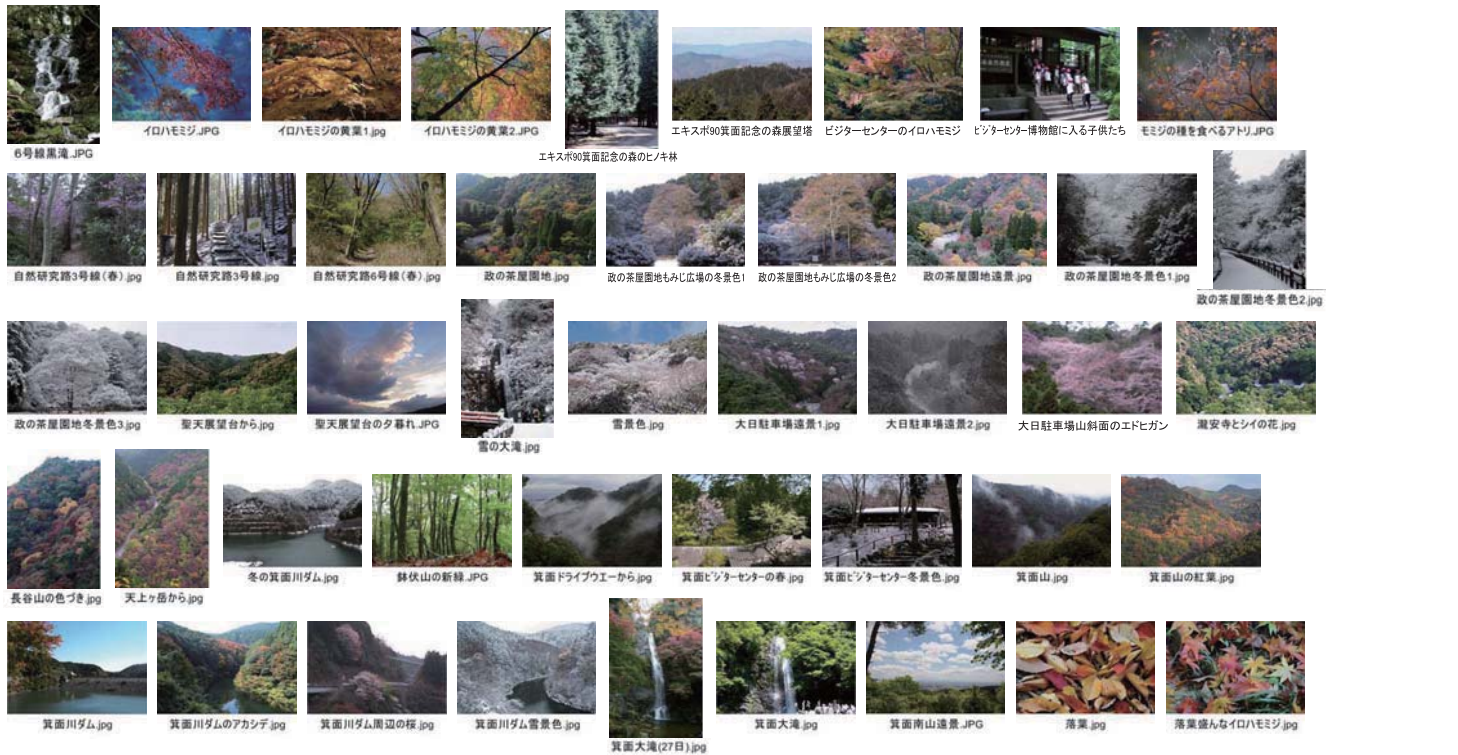 6号線黒滝.JPG
イロハモミジ.JPG
イロハモミジの黄葉1.jpg
イロハモミジの黄葉2.JPG
エキスポ90箕面記念の森のヒノキ林
エキスポ90箕面記念の森展望塔
ビジターセンターのイロハモミジ
ビジターセンター博物館に入る子供たち
モミジの種を食べるアトリ.JPG
自然研究路3号線(春).jpg
自然研究路3号線.jpg
自然研究路6号線(春).jpg
政の茶屋園地.jpg
政の茶屋園地もみじ広場の冬景色1
政の茶屋園地もみじ広場の冬景色2
政の茶屋園地遠景.jpg
政の茶屋園地冬景色1.jpg
政の茶屋園地冬景色2.jpg
政の茶屋園地冬景色3.jpg
聖天展望台から.jpg
聖天展望台の夕暮れ.JPG
雪の大滝.jpg
雪景色.jpg
大日駐車場遠景1.jpg
大日駐車場遠景2.jpg
大日駐車場山斜面のエドヒガン
瀧安寺とシイの花.jpg
長谷山の色づき.jpg
天上ヶ岳から.jpg
冬の箕面川ダム.jpg
鉢伏山の新緑.JPG
箕面ドライブウエーから.jpg
箕面ビジターセンターの春.jpg
箕面ビジターセンター冬景色.jpg
箕面山.jpg
箕面山の紅葉.jpg
箕面川ダム.jpg
箕面川ダムのアカシデ.jpg
箕面川ダム周辺の桜.jpg
箕面川ダム雪景色.jpg
箕面大滝(27日).jpg
箕面大滝.jpg
箕面南山遠景.JPG
落葉.jpg
落葉盛んなイロハモミジ.jpg